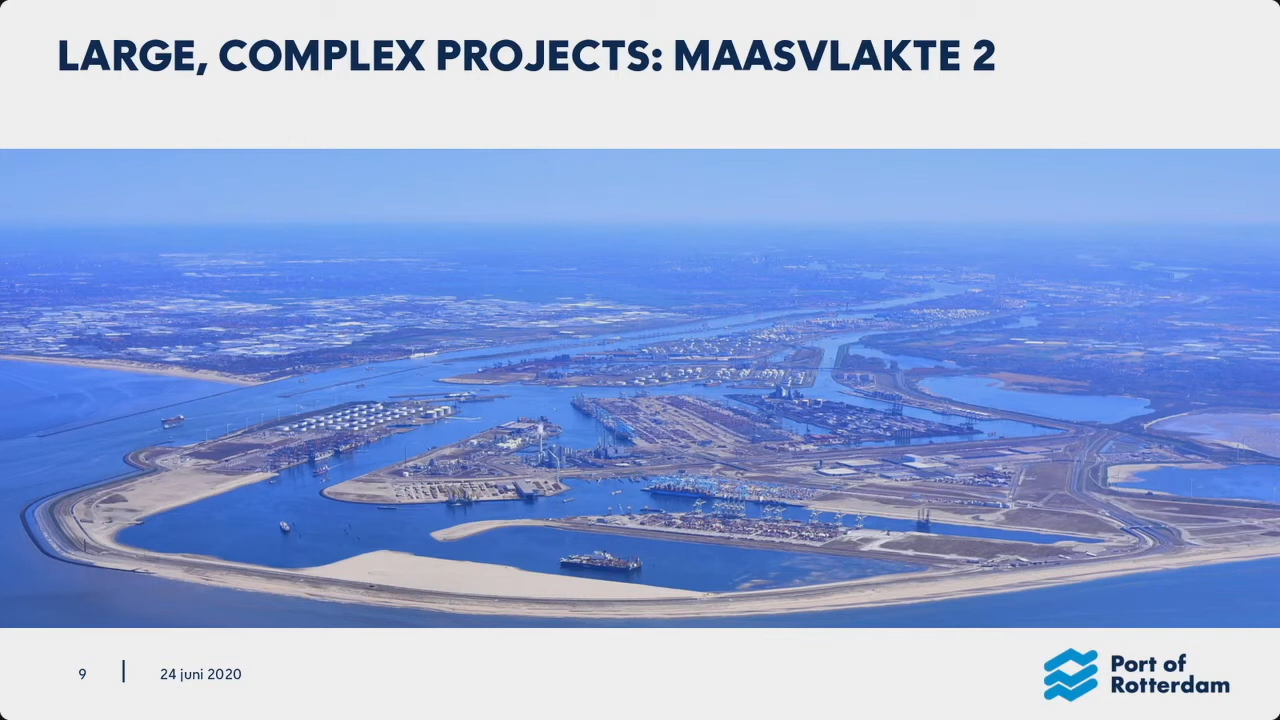 LARGE, COMPLEX PROJECTS: MAASVLAKTE 2
9
24 juni 2020
Port of
Rotterdam